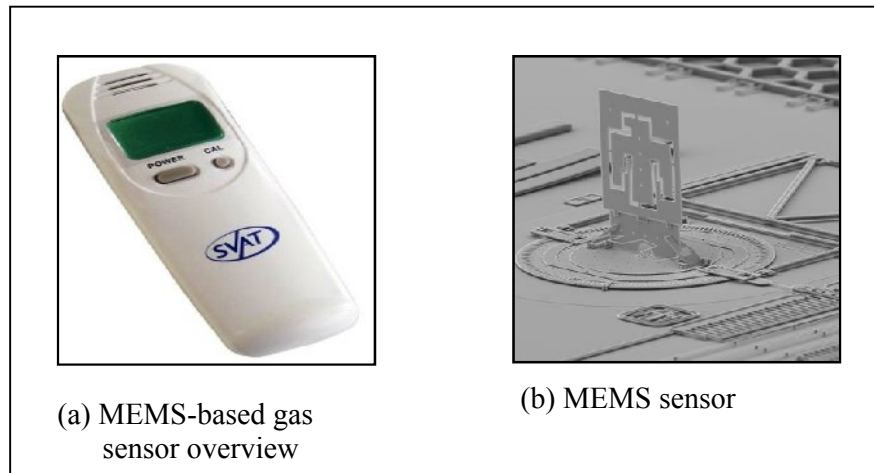 POWER CAL
SVAT
(a) MEMS-based gas
sensor overview
(b) MEMS sensor